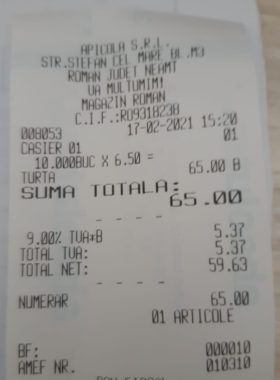 APICOLA S.R.L.
STR.STEFAN CEL MARE BL.M3
ROMAN JUDET NEAMT
VA MULTUMIM!
MAGAZIN ROMAN
C.I.F.:RO9318238
008053 17-02-2021 15:20
CASIER 01 01
10.000BUC X 6.50 =
TURTA 65.00 B
SUMA TOTALA:
65.00
- - - -
9.00% TVA*B 5.37
TOTAL TVA: 5.37
TOTAL NET: 59.63
- - - -
NUMERAR 65.00
01 ARTICOLE
BF: 000010
AMEF NR. 010310